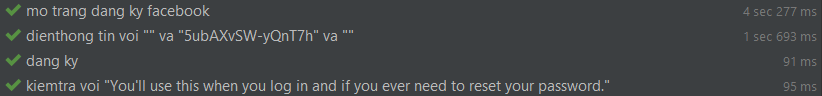 mo trang dang ky facebook 4 sec 277 ms
dienthong tin voi "" va "5ubAXvSW-yQnT7h" va "" 1 sec 693 ms
dang ky 91 ms
kiemtra voi "You'll use this when you log in and if you ever need to reset your password." 95 ms